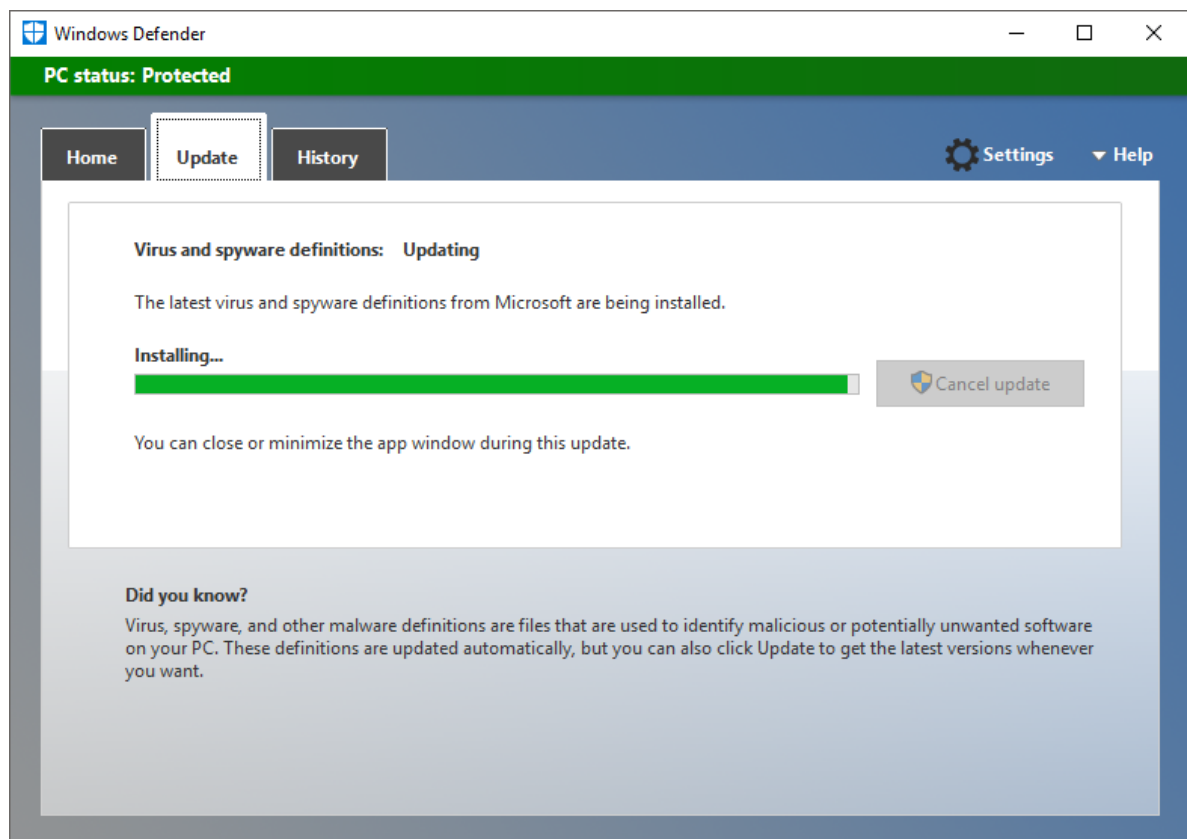 Windows Defender
PC status: Protected
Home
Update
History
Settings
Help
Virus and spyware definitions: Updating
The latest virus and spyware definitions from Microsoft are being installed.
Installing...
Cancel update
You can close or minimize the app window during this update.
Did you know?
Virus, spyware, and other malware definitions are files that are used to identify malicious or potentially unwanted software
on your PC. These definitions are updated automatically, but you can also click Update to get the latest versions whenever
you want.